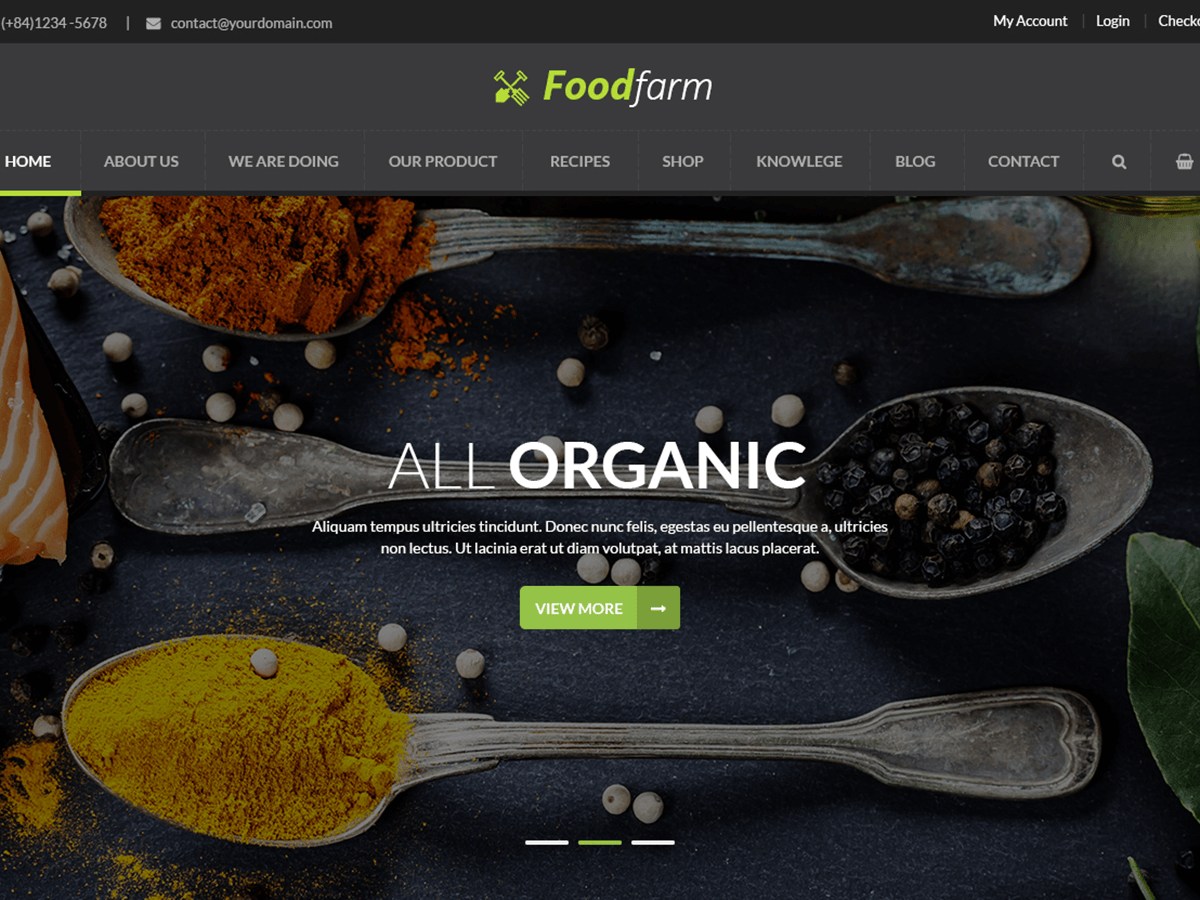 (+84)1234 -5678 | contact@yourdomain.com
My Account Login
Foodfarm
HOME ABOUT US WE ARE DOING OUR PRODUCT RECIPES SHOP KNOWLEGE BLOG CONTACT
ALL ORGANIC
Aliquam tempus ultricies tincidunt. Donec nunc felis, egestas eu pellentesque a, ultricies
non lectus. Ut lacinia erat ut diam volutpat, at mattis lacus placerat.
VIEW MORE